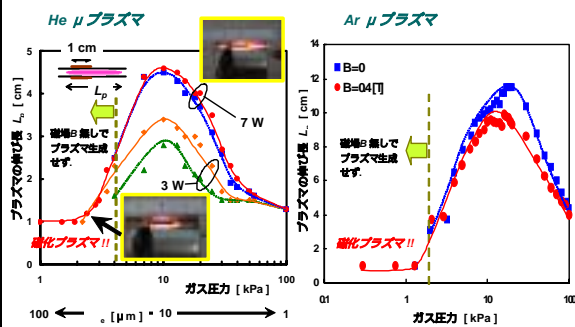 He μプラズマ
Ar μプラズマ
プラズマの伸び長 Lₚ [cm]
5
4
3
2
1
0
1 cm
Lₚ
磁場B 無しで
プラズマ生成
せず.
7 W
3 W
磁化プラズマ!!
1
10
100
ガス圧力 [ kPa]
100
[ μm ]
10
1
プラズマの伸び長 L [cm]
14
12
10
8
6
4
2
0
B=0
B=0.4[T]
磁場B 無しで
プラズマ生成
せず.
磁化プラズマ!!
0.1
1
10
100
ガス圧力 [ kPa]